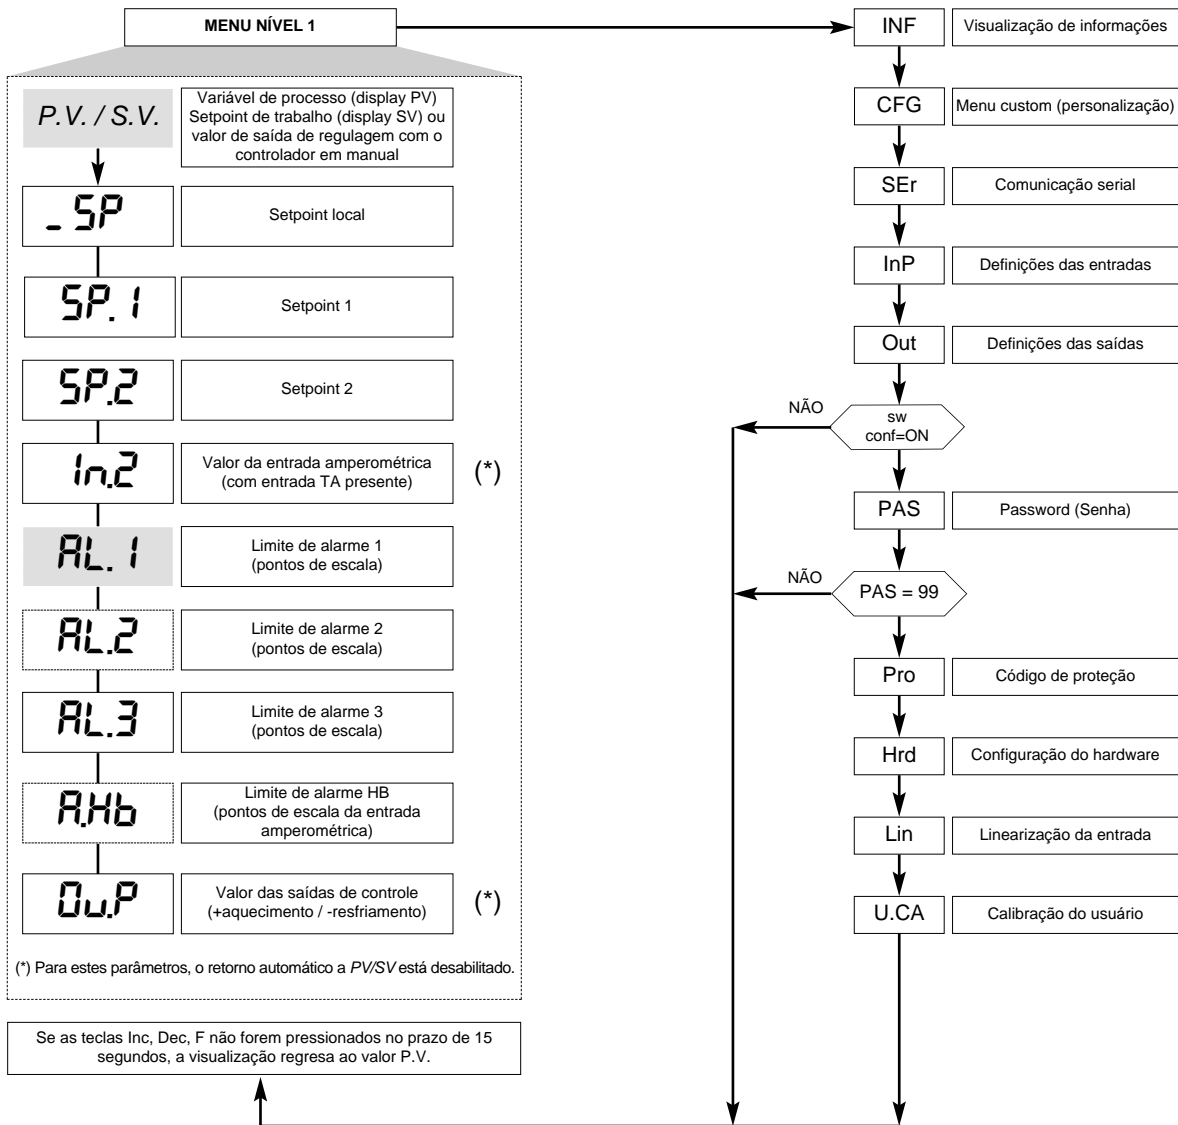 MENU NÍVEL 1
P.V. / S.V.
Variável de processo (display PV)
Setpoint de trabalho (display SV) ou
valor de saída de regulagem com o
controlador em manual
_SP
Setpoint local
SP.1
Setpoint 1
SP.2
Setpoint 2
In.2
Valor da entrada amperométrica
(com entrada TA presente)
(*)
AL.1
Limite de alarme 1
(pontos de escala)
AL.2
Limite de alarme 2
(pontos de escala)
AL.3
Limite de alarme 3
(pontos de escala)
A.Hb
Limite de alarme HB
(pontos de escala da entrada
amperométrica)
Ou.P
Valor das saídas de controle
(+aquecimento / -resfriamento)
(*)
(*) Para estes parâmetros, o retorno automático a PV/SV está desabilitado.
Se as teclas Inc, Dec, F não forem pressionados no prazo de 15
segundos, a visualização regresa ao valor P.V.
INF
Visualização de informações
CFG
Menu custom (personalização)
SEr
Comunicação serial
InP
Definições das entradas
Out
Definições das saídas
NÃO
sw
conf=ON
PAS
Password (Senha)
NÃO
PAS = 99
Pro
Código de proteção
Hrd
Configuração do hardware
Lin
Linearização da entrada
U.CA
Calibração do usuário